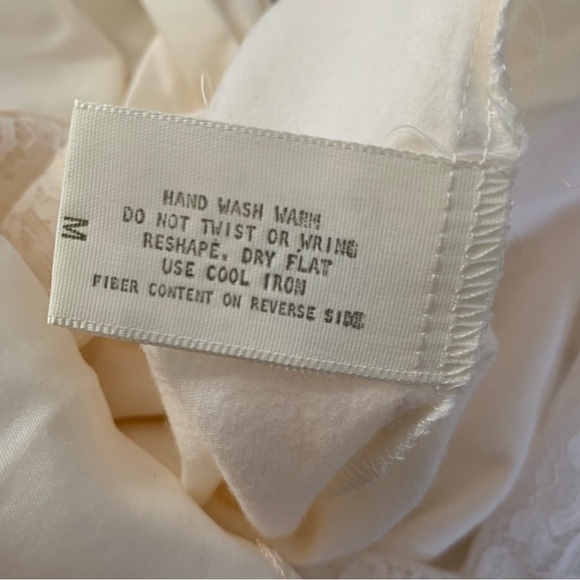 HAND WASH WARM
DO NOT TWIST OR WRING
RESHAPE. DRY FLAT
USE COOL IRON
FIBER CONTENT ON REVERSE SIDE
M